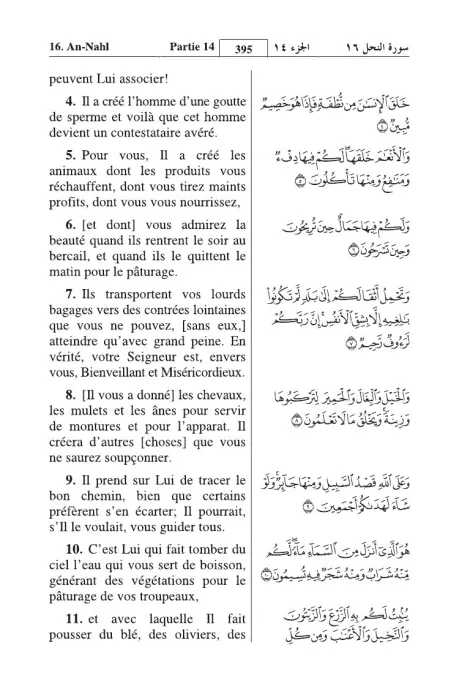 16. An-Nahl Partie 14 395 الجزء ١٤ سورة النحل ١٦
peuvent Lui associer!
4. Il a créé l’homme d’une goutte
de sperme et voilà que cet homme
devient un contestataire avéré.
5. Pour vous, Il a créé les
animaux dont les produits vous
réchauffent, dont vous tirez maints
profits, dont vous vous nourrissez,
6. [et dont] vous admirez la
beauté quand ils rentrent le soir au
bercail, et quand ils le quittent le
matin pour le pâturage.
7. Ils transportent vos lourds
bagages vers des contrées lointaines
que vous ne pouvez, [sans eux,]
atteindre qu’avec grand peine. En
vérité, votre Seigneur est, envers
vous, Bienveillant et Miséricordieux.
8. [Il vous a donné] les chevaux,
les mulets et les ânes pour servir
de montures et pour l’apparat. Il
créera d’autres [choses] que vous
ne saurez soupçonner.
9. Il prend sur Lui de tracer le
bon chemin, bien que certains
préfèrent s’en écarter; Il pourrait,
s’Il le voulait, vous guider tous.
10. C’est Lui qui fait tomber du
ciel l’eau qui vous sert de boisson,
générant des végétations pour le
pâturage de vos troupeaux,
11. et avec laquelle Il fait
pousser du blé, des oliviers, des
خَلَقَ ٱلْإِنسَٰنَ مِن نُّطْفَةٍ فَإِذَا هُوَ خَصِيمٌ
مُّبِينٌ ٤
وَٱلْأَنْعَٰمَ خَلَقَهَا ۗ لَكُمْ فِيهَا دِفْءٌ
وَمَنَٰفِعُ وَمِنْهَا تَأْكُلُونَ ٥
وَلَكُمْ فِيهَا جَمَالٌ حِينَ تُرِيحُونَ
وَحِينَ تَسْرَحُونَ ٦
وَتَحْمِلُ أَثْقَالَكُمْ إِلَىٰ بَلَدٍ لَّمْ تَكُونُوا۟
بَٰلِغِيهِ إِلَّا بِشِقِّ ٱلْأَنفُسِ ۚ إِنَّ رَبَّكُمْ
لَرَءُوفٌ رَّحِيمٌ ٧
وَٱلْخَيْلَ وَٱلْبِغَالَ وَٱلْحَمِيرَ لِتَرْكَبُوهَا
وَزِينَةً ۚ وَيَخْلُقُ مَا لَا تَعْلَمُونَ ٨
وَعَلَى ٱللَّهِ قَصْدُ ٱلسَّبِيلِ وَمِنْهَا جَآئِرٌ ۚ وَلَوْ
شَآءَ لَهَدَىٰكُمْ أَجْمَعِينَ ٩
هُوَ ٱلَّذِىٓ أَنزَلَ مِنَ ٱلسَّمَآءِ مَآءً ۖ لَّكُم
مِّنْهُ شَرَابٌ وَمِنْهُ شَجَرٌ فِيهِ تُسِيمُونَ ١٠
يُنۢبِتُ لَكُم بِهِ ٱلزَّرْعَ وَٱلزَّيْتُونَ
وَٱلنَّخِيلَ وَٱلْأَعْنَٰبَ وَمِن كُلِّ